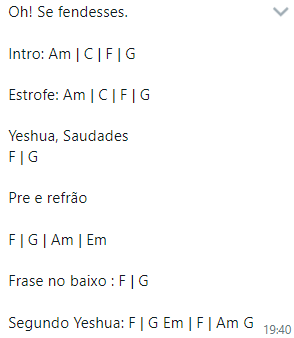 Oh! Se fendesses.
Intro: Am | C | F | G
Estrofe: Am | C | F | G
Yeshua, Saudades
F | G
Pre e refrão
F | G | Am | Em
Frase no baixo : F | G
Segundo Yeshua: F | G Em | F | Am G
19:40